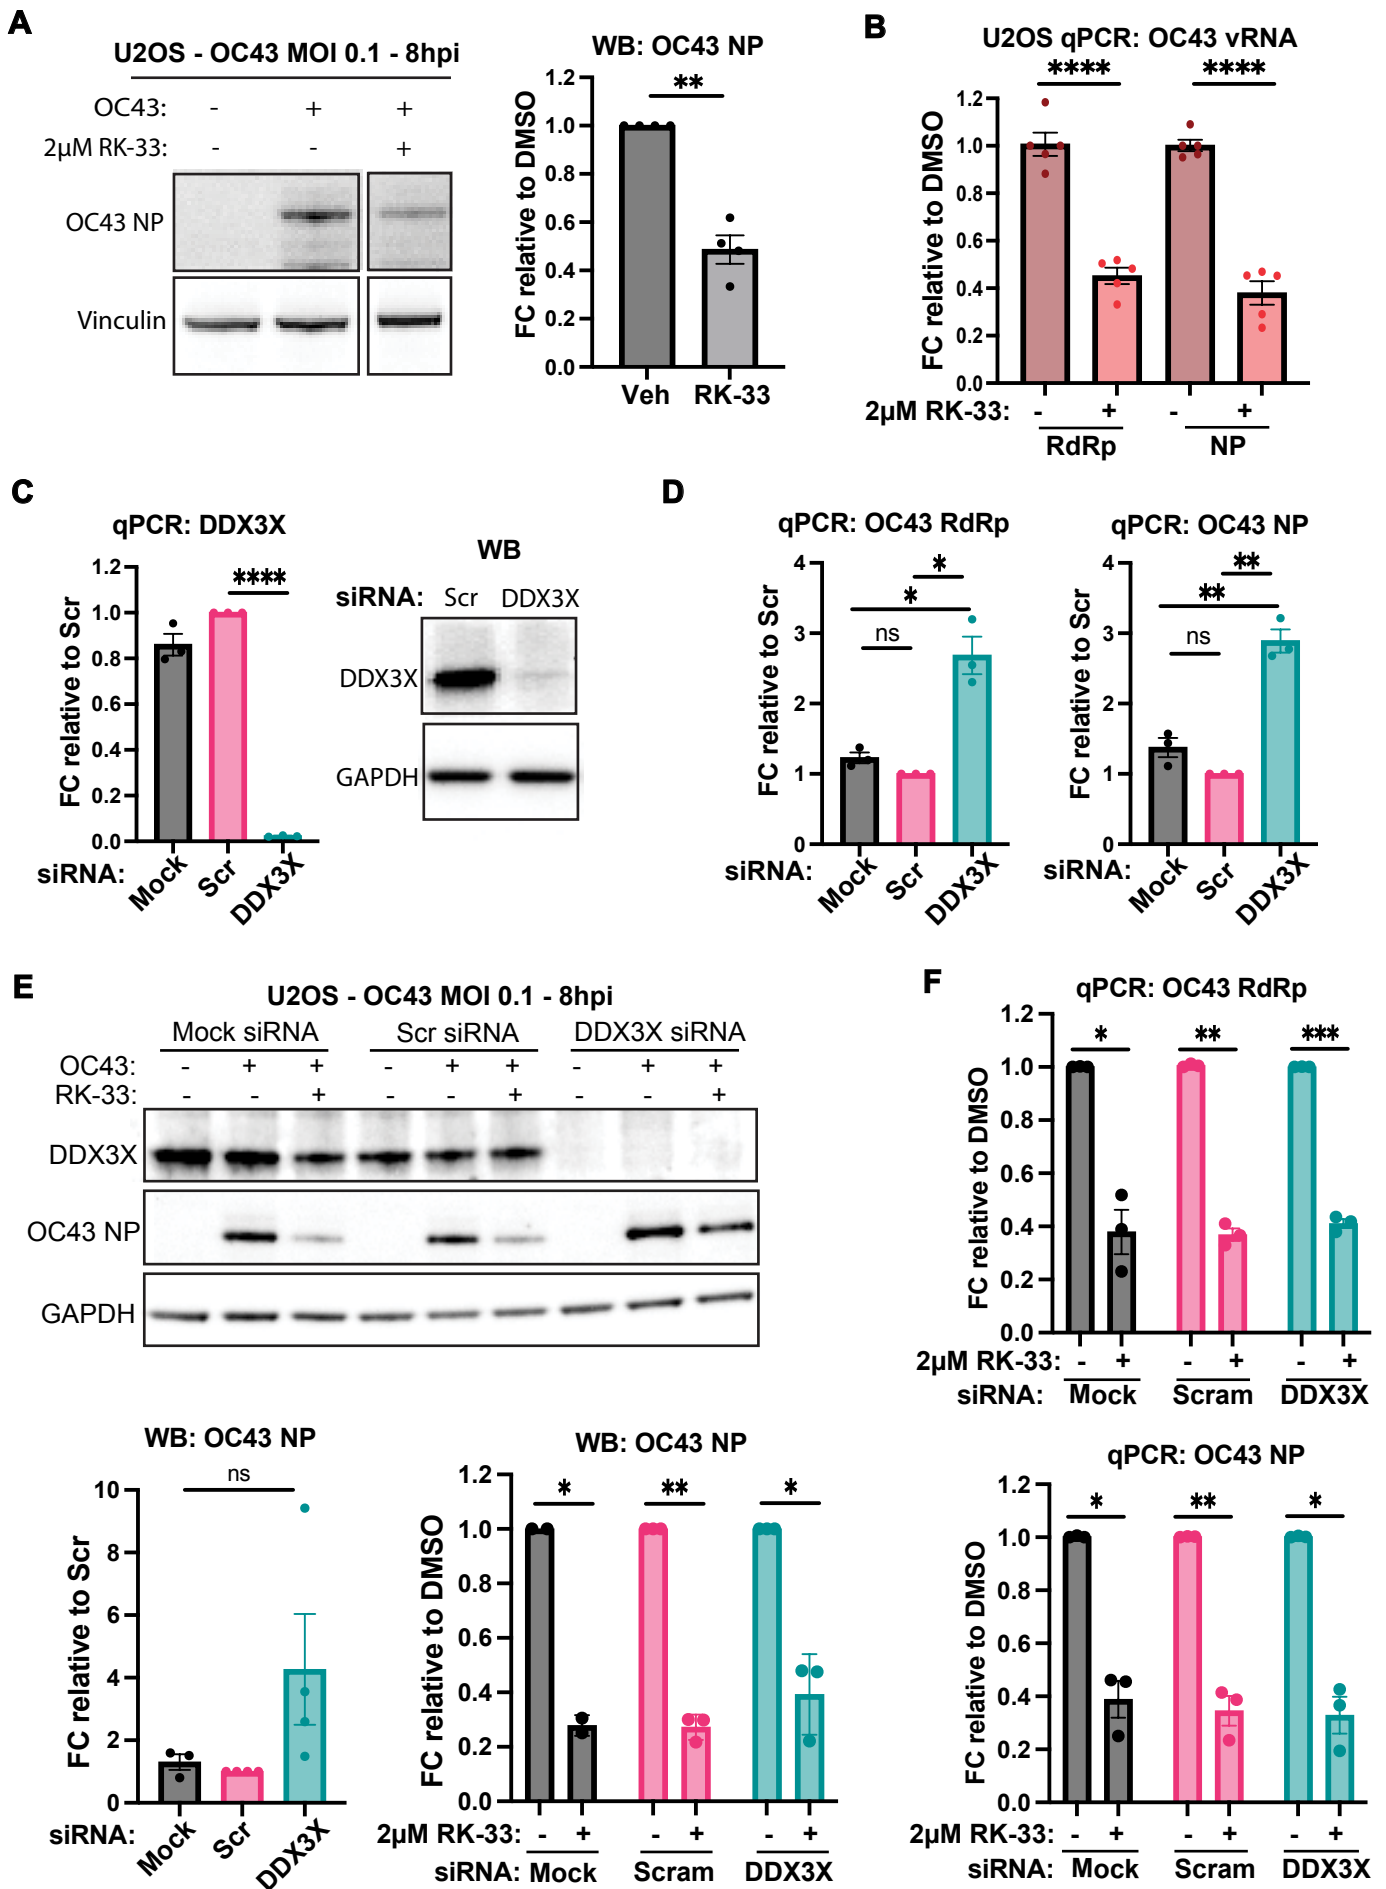 A
U2OS - OC43 MOI 0.1 - 8hpi
OC43: - + +
2µM RK-33: - - +
OC43 NP
Vinculin
WB: OC43 NP
**
FC relative to DMSO
1.2
1.0
0.8
0.6
0.4
0.2
0.0
Veh RK-33
B
U2OS qPCR: OC43 vRNA
**** ****
FC relative to DMSO
1.2
1.0
0.8
0.6
0.4
0.2
0.0
2µM RK-33: - + - +
RdRp NP
C
qPCR: DDX3X
****
FC relative to Scr
1.2
1.0
0.8
0.6
0.4
0.2
0.0
siRNA: Mock Scr DDX3X
WB
siRNA: Scr DDX3X
DDX3X
GAPDH
D
qPCR: OC43 RdRp
*
*
ns
FC relative to Scr
4
3
2
1
0
siRNA: Mock Scr DDX3X
qPCR: OC43 NP
**
**
ns
FC relative to Scr
4
3
2
1
0
siRNA: Mock Scr DDX3X
E
U2OS - OC43 MOI 0.1 - 8hpi
Mock siRNA Scr siRNA DDX3X siRNA
OC43: - + + - + + - + +
RK-33: - - + - - + - - +
DDX3X
OC43 NP
GAPDH
WB: OC43 NP
ns
FC relative to Scr
10
8
6
4
2
0
siRNA: Mock Scr DDX3X
WB: OC43 NP
* ** *
FC relative to DMSO
1.2
1.0
0.8
0.6
0.4
0.2
0.0
2µM RK-33: - + - + - +
siRNA: Mock Scram DDX3X
F
qPCR: OC43 RdRp
* ** ***
FC relative to DMSO
1.2
1.0
0.8
0.6
0.4
0.2
0.0
2µM RK-33: - + - + - +
siRNA: Mock Scram DDX3X
qPCR: OC43 NP
* ** *
FC relative to DMSO
1.2
1.0
0.8
0.6
0.4
0.2
0.0
2µM RK-33: - + - + - +
siRNA: Mock Scram DDX3X